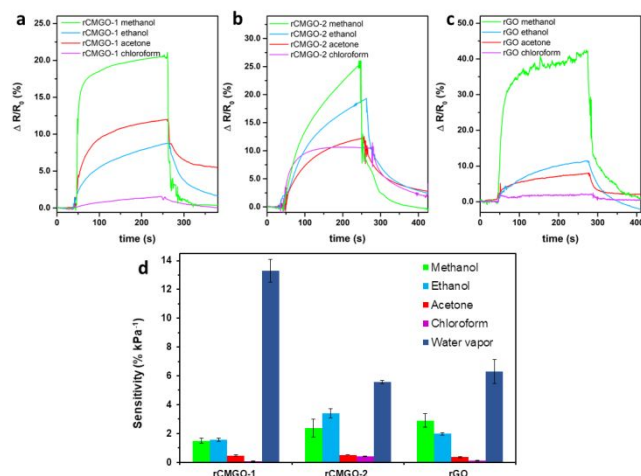 a
rCMGO-1 methanol
rCMGO-1 ethanol
rCMGO-1 acetone
rCMGO-1 chloroform
Δ R/R0 (%)
20.0
15.0
10.0
5.0
0.0
0 100 200 300
time (s)
b
rCMGO-2 methanol
rCMGO-2 ethanol
rCMGO-2 acetone
rCMGO-2 chloroform
Δ R/R0 (%)
30.0
25.0
20.0
15.0
10.0
5.0
0.0
0 100 200 300 400
time (s)
c
rGO methanol
rGO ethanol
rGO acetone
rGO chloroform
Δ R/R0 (%)
50.0
40.0
30.0
20.0
10.0
0.0
0 100 200 300 400
time (s)
d
Sensitivity (% kPa-1)
14
12
10
8
6
4
2
0
Methanol
Ethanol
Acetone
Chloroform
Water vapor
rCMGO-1 rCMGO-2 rGO